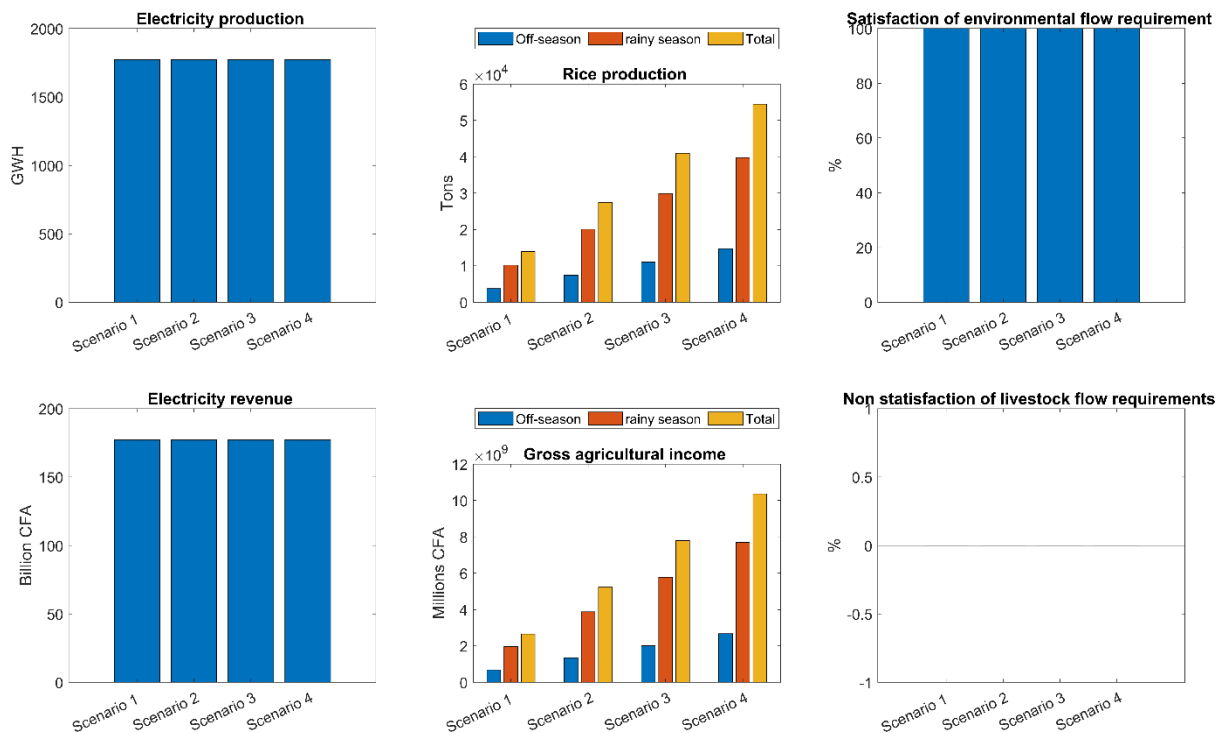 Electricity production
2000
1500
1000
500
0
GWH
Scenario 1
Scenario 2
Scenario 3
Scenario 4
Off-season rainy season Total
Rice production
×10⁴
6
5
4
3
2
1
0
Tons
Scenario 1
Scenario 2
Scenario 3
Scenario 4
Satisfaction of environmental flow requirement
100
80
60
40
20
0
%
Scenario 1
Scenario 2
Scenario 3
Scenario 4
Electricity revenue
200
150
100
50
0
Billion CFA
Scenario 1
Scenario 2
Scenario 3
Scenario 4
Off-season rainy season Total
Gross agricultural income
×10⁹
12
10
8
6
4
2
0
Millions CFA
Scenario 1
Scenario 2
Scenario 3
Scenario 4
Non statisfaction of livestock flow requirements
1
0.5
0
-0.5
-1
%
Scenario 1
Scenario 2
Scenario 3
Scenario 4